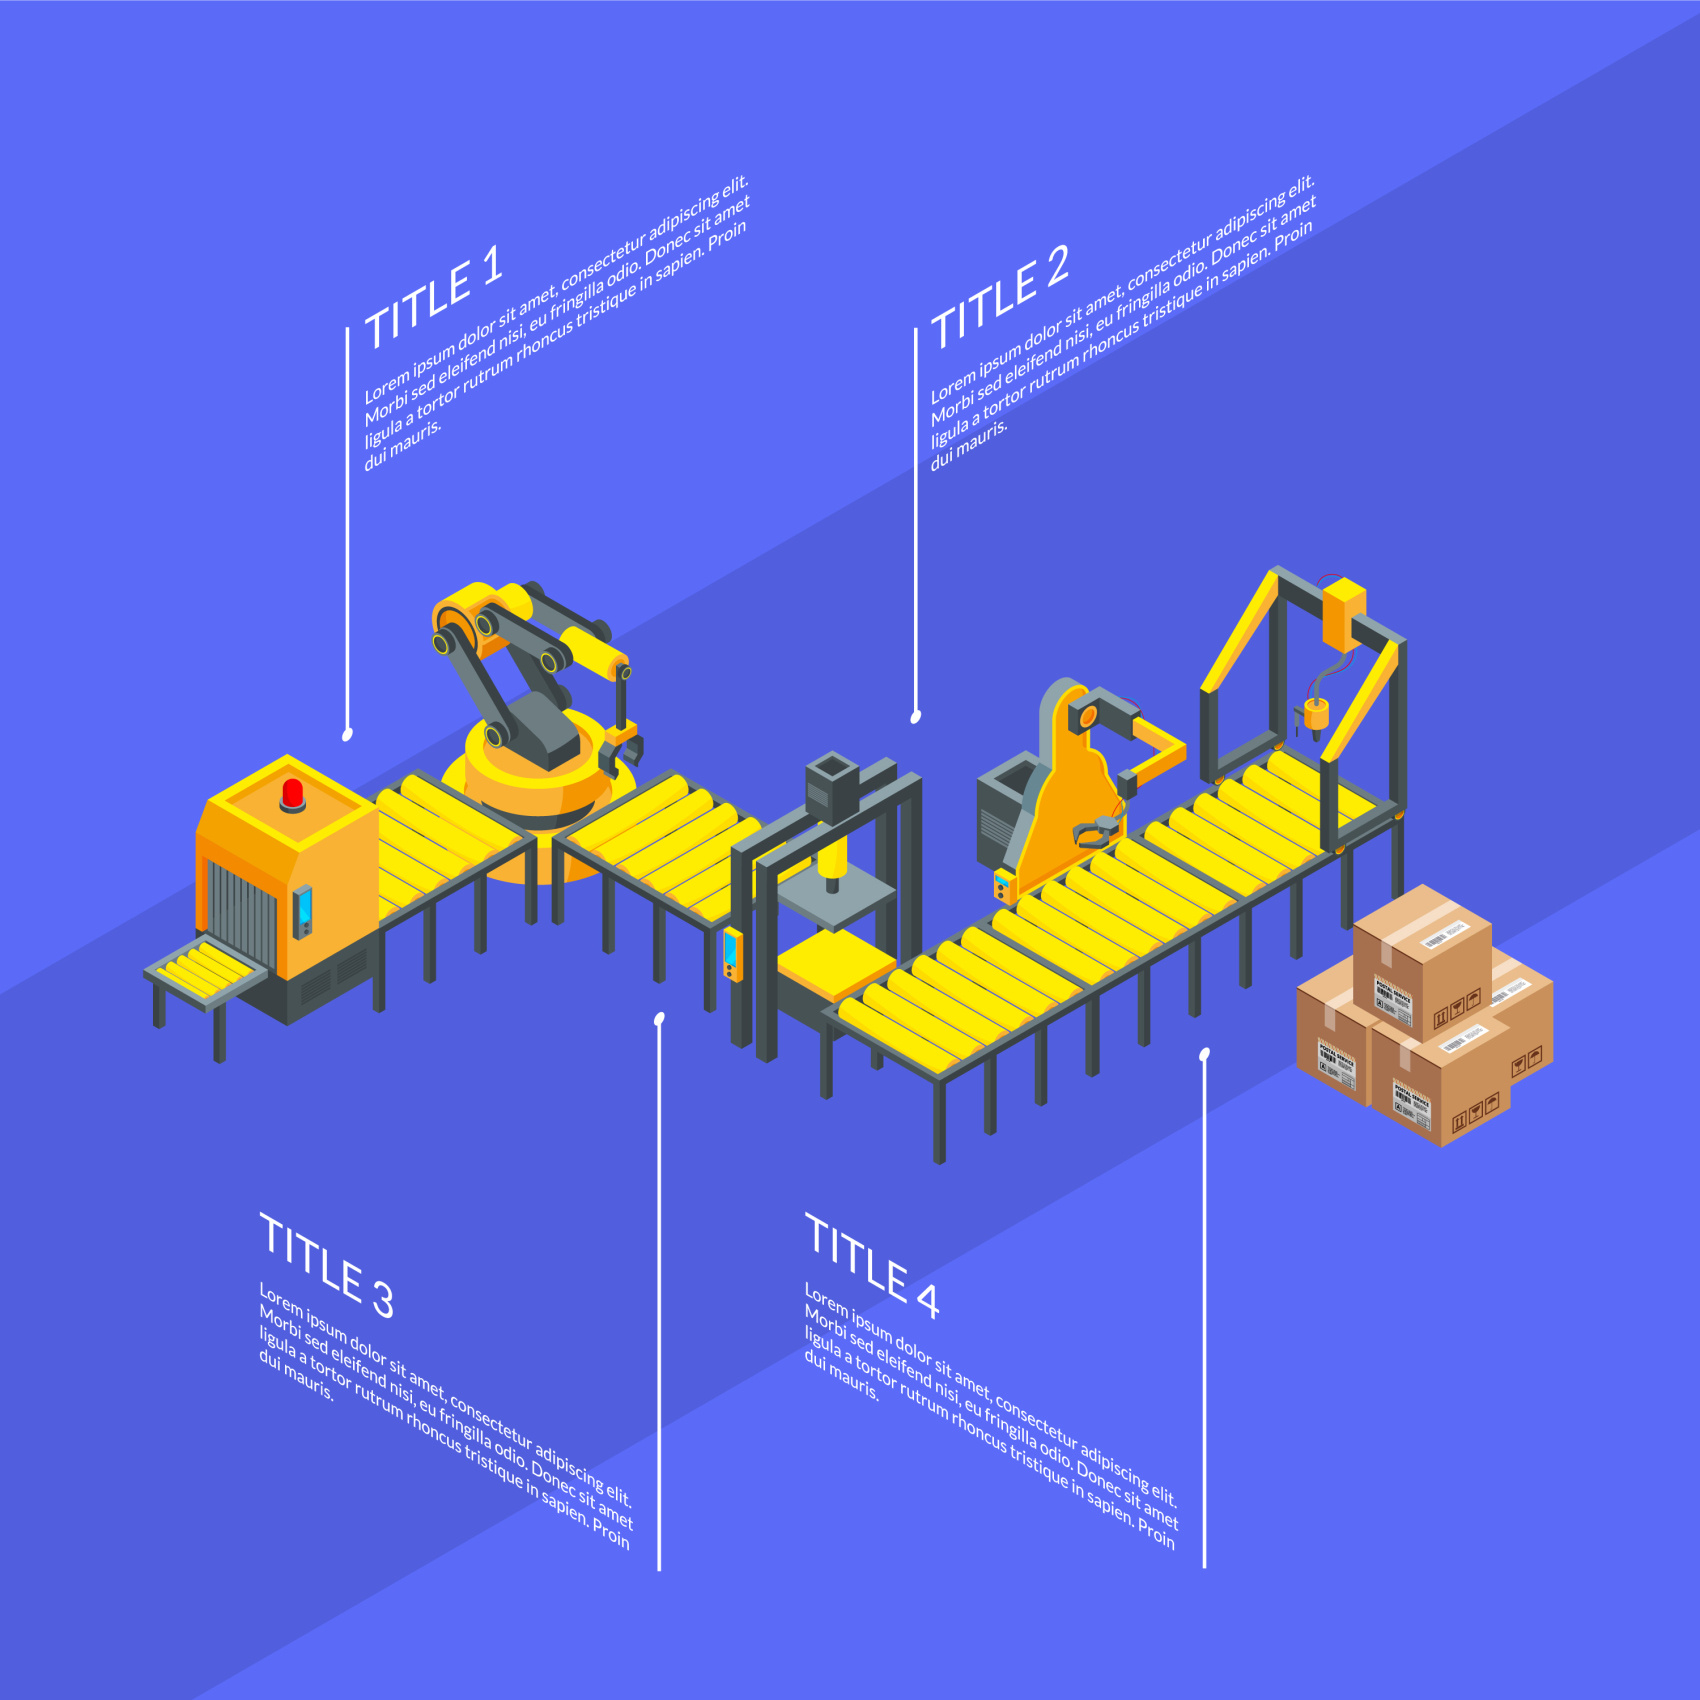 TITLE 1
Lorem ipsum dolor sit amet, consectetur adipiscing elit.
Morbi sed eleifend nisi, eu fringilla odio. Donec sit amet
ligula a tortor rutrum rhoncus tristique in sapien. Proin
dui mauris.
TITLE 2
Lorem ipsum dolor sit amet, consectetur adipiscing elit.
Morbi sed eleifend nisi, eu fringilla odio. Donec sit amet
ligula a tortor rutrum rhoncus tristique in sapien. Proin
dui mauris.
POSTAL SERVICE
POSTAL SERVICE
POSTAL SERVICE
TITLE 3
Lorem ipsum dolor sit amet, consectetur adipiscing elit.
Morbi sed eleifend nisi, eu fringilla odio. Donec sit amet
ligula a tortor rutrum rhoncus tristique in sapien. Proin
dui mauris.
TITLE 4
Lorem ipsum dolor sit amet, consectetur adipiscing elit.
Morbi sed eleifend nisi, eu fringilla odio. Donec sit amet
ligula a tortor rutrum rhoncus tristique in sapien. Proin
dui mauris.